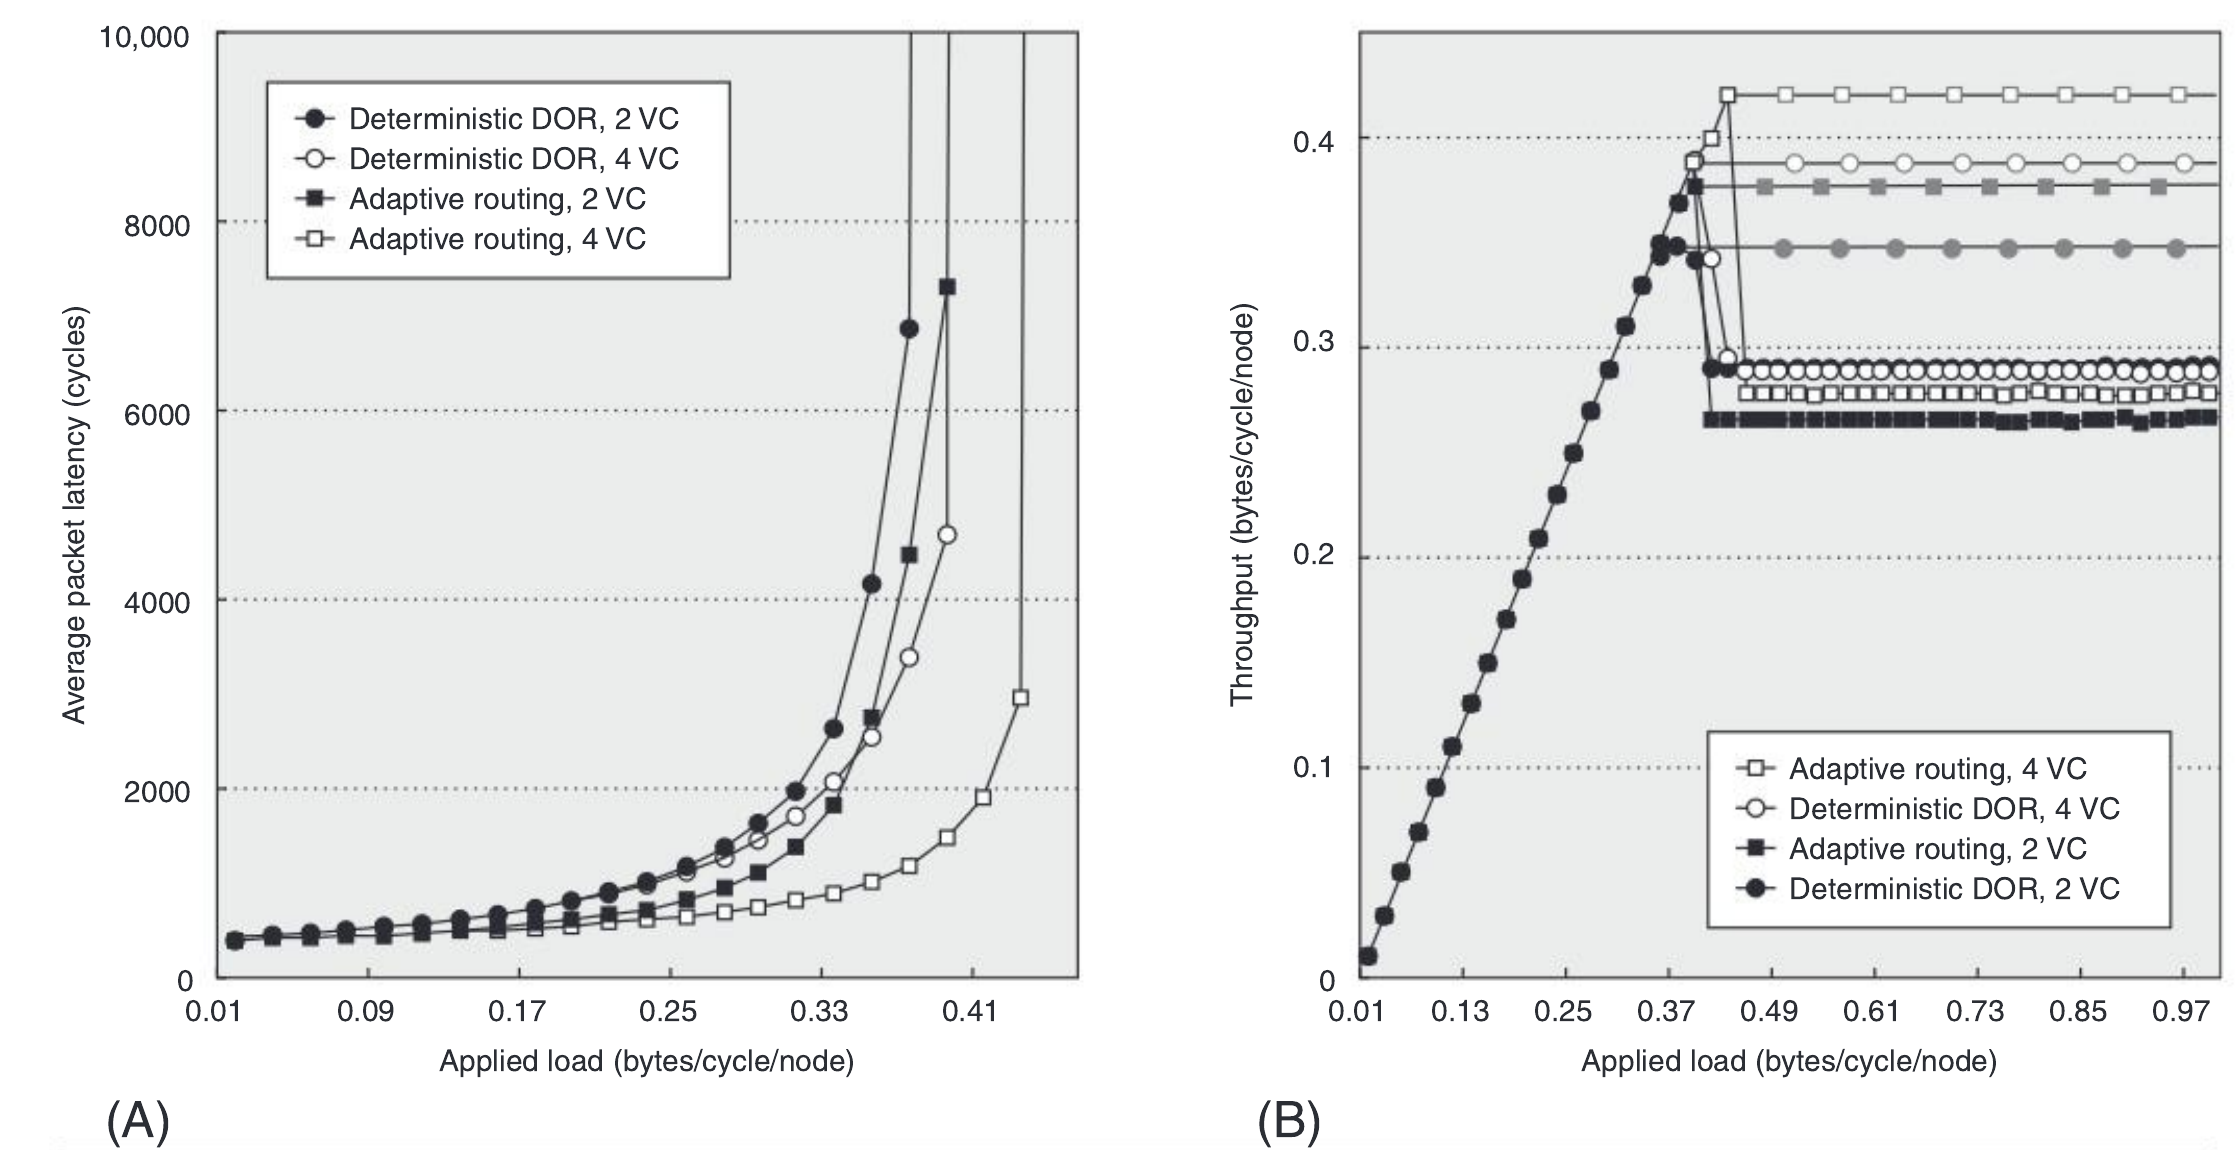 10,000
8000
6000
4000
2000
0
Average packet latency (cycles)
Deterministic DOR, 2 VC
Deterministic DOR, 4 VC
Adaptive routing, 2 VC
Adaptive routing, 4 VC
0.01 0.09 0.17 0.25 0.33 0.41
Applied load (bytes/cycle/node)
(A)
0.4
0.3
0.2
0.1
0
Throughput (bytes/cycle/node)
Adaptive routing, 4 VC
Deterministic DOR, 4 VC
Adaptive routing, 2 VC
Deterministic DOR, 2 VC
0.01 0.13 0.25 0.37 0.49 0.61 0.73 0.85 0.97
Applied load (bytes/cycle/node)
(B)